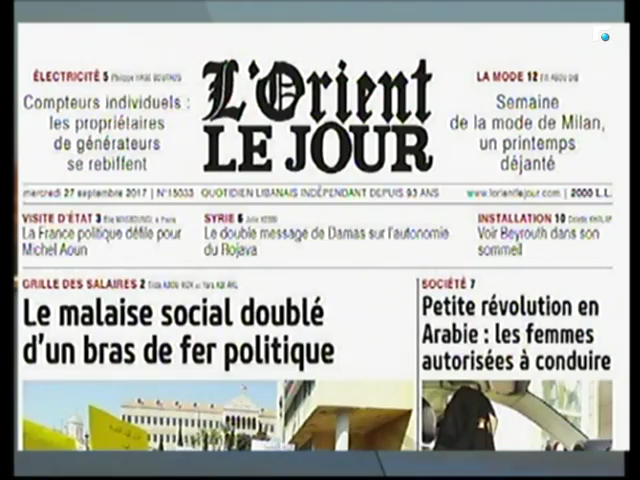 ÉLECTRICITÉ 5
Compteurs individuels :
les propriétaires
de générateurs
se rebiffent
L'Orient
LE JOUR
LA MODE 12
Semaine
de la mode de Milan,
un printemps
déjanté
mercredi 27 septembre 2017 | N°15033 QUOTIDIEN LIBANAIS INDÉPENDANT DEPUIS 93 ANS www.lorientlejour.com | 2000 L.L.
VISITE D'ÉTAT 3
La France politique défile pour
Michel Aoun
SYRIE 6
Le double message de Damas sur l'autonomie
du Rojava
INSTALLATION 10
Voir Beyrouth dans son
sommeil
GRILLE DES SALAIRES 2
Le malaise social doublé
d'un bras de fer politique
SOCIÉTÉ 7
Petite révolution en
Arabie : les femmes
autorisées à conduire